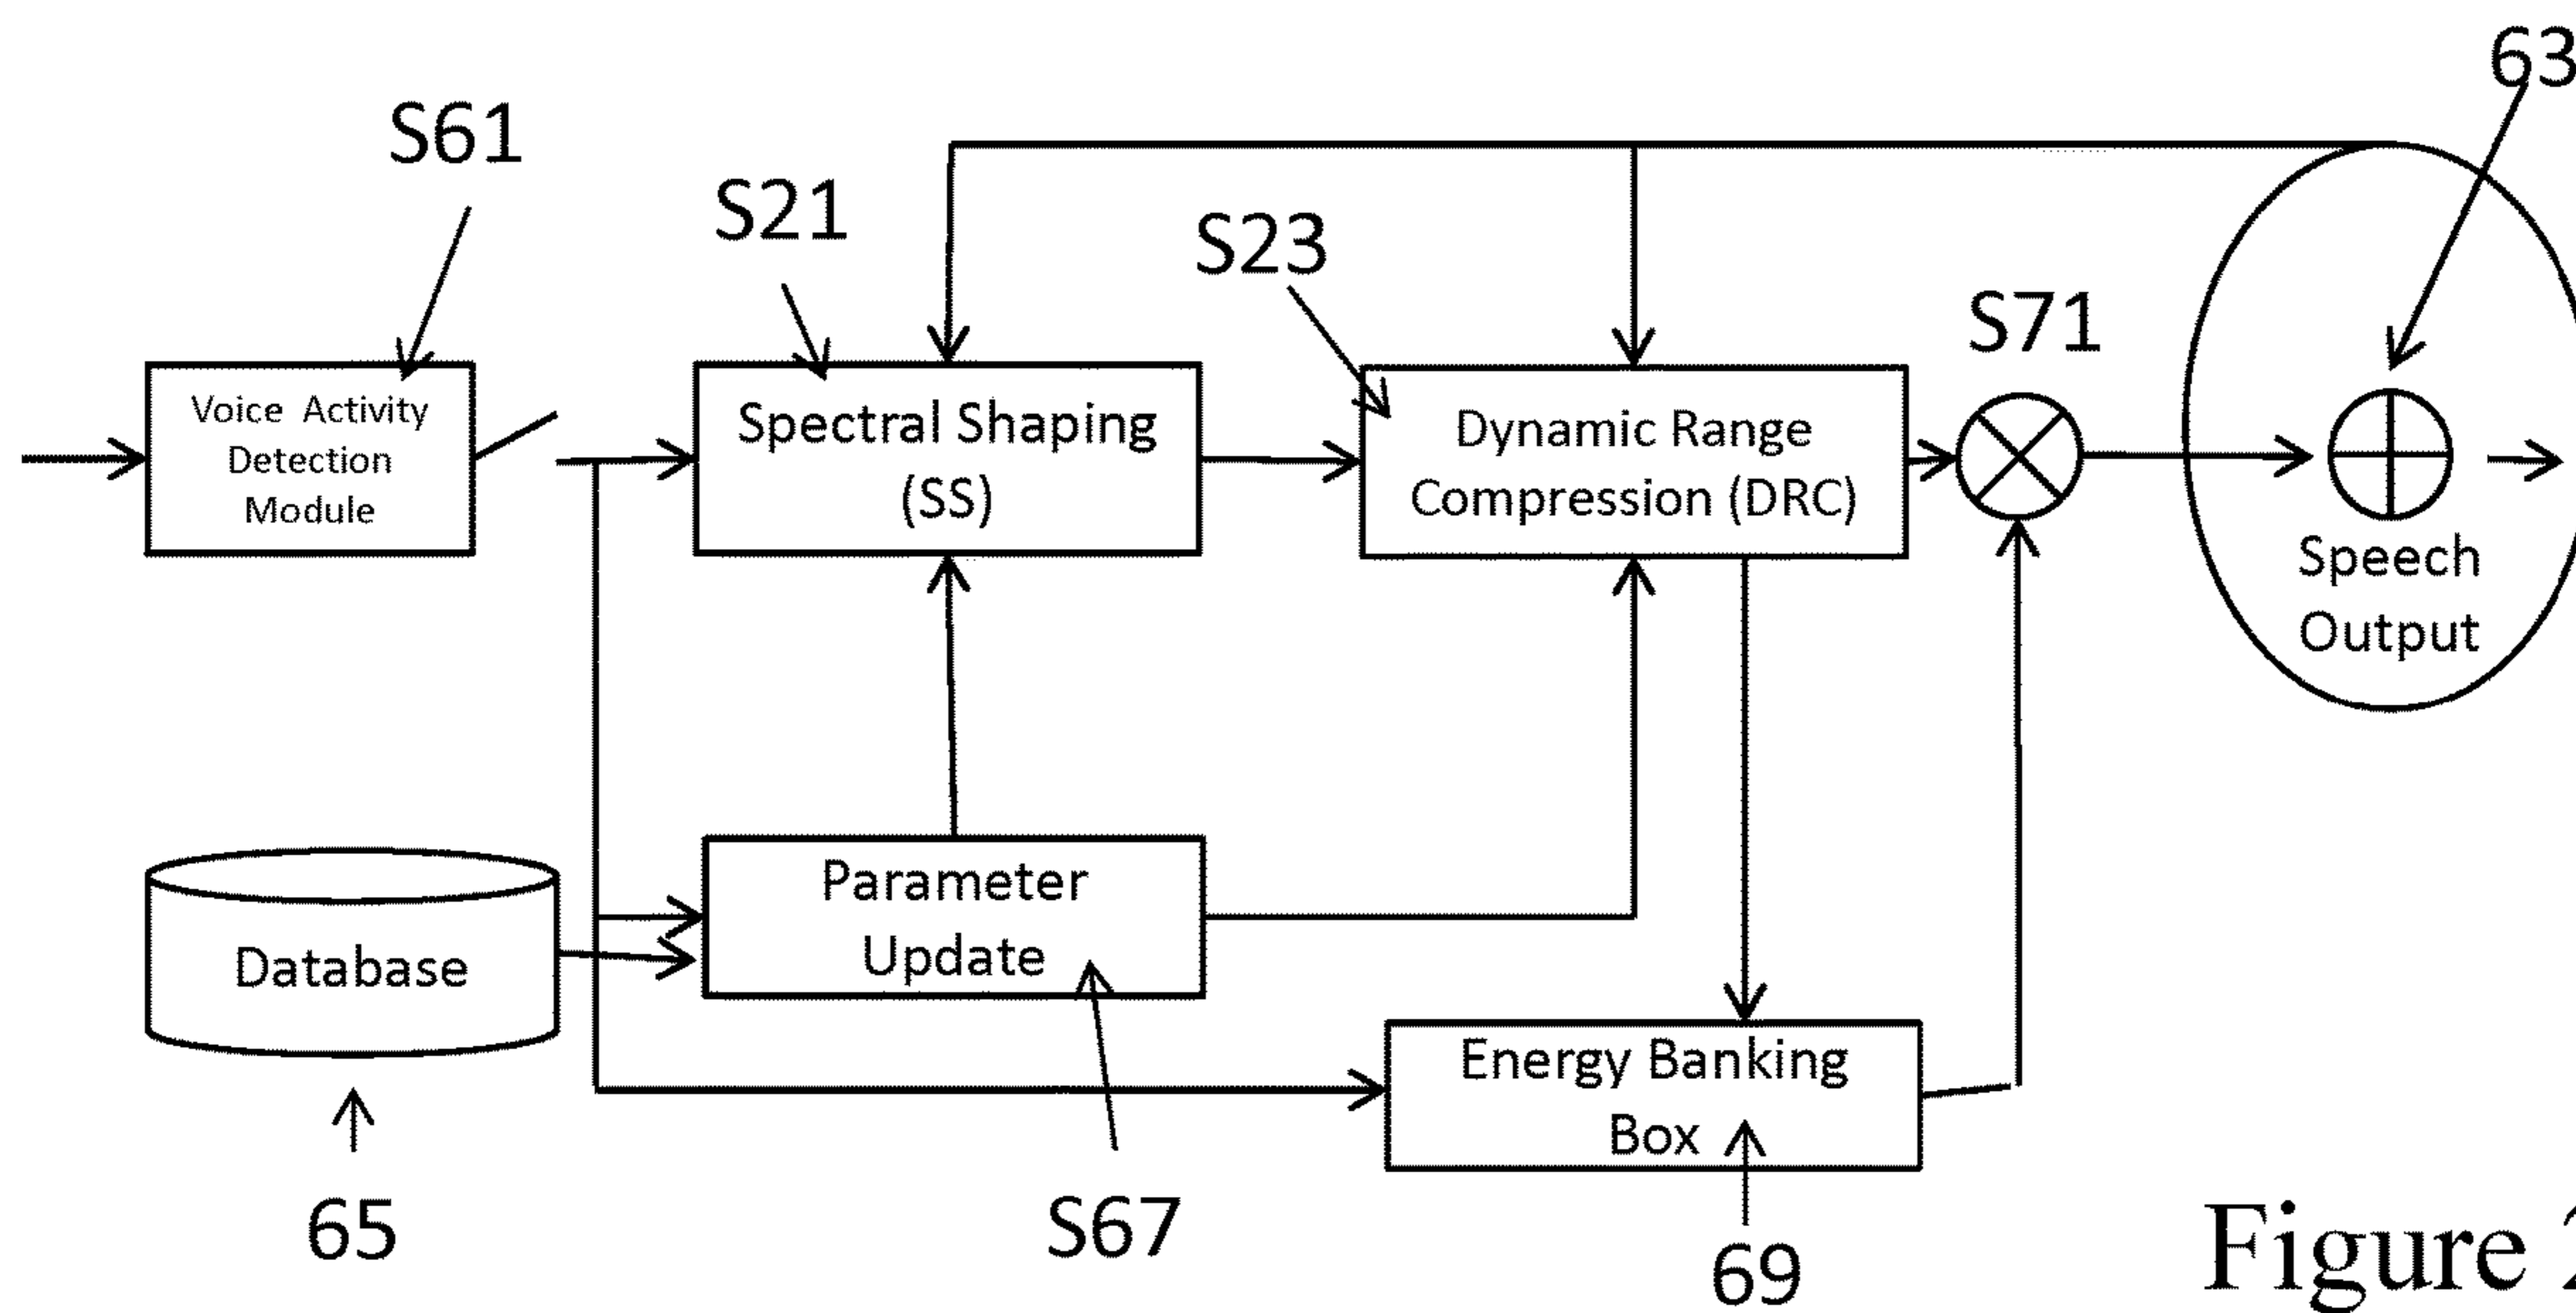 63
S61
S21
S23
S71
Voice Activity
Detection
Module
Spectral Shaping
(SS)
Dynamic Range
Compression (DRC)
Speech
Output
Parameter
Update
Database
Energy Banking
Box
65
S67
69
Figure 2